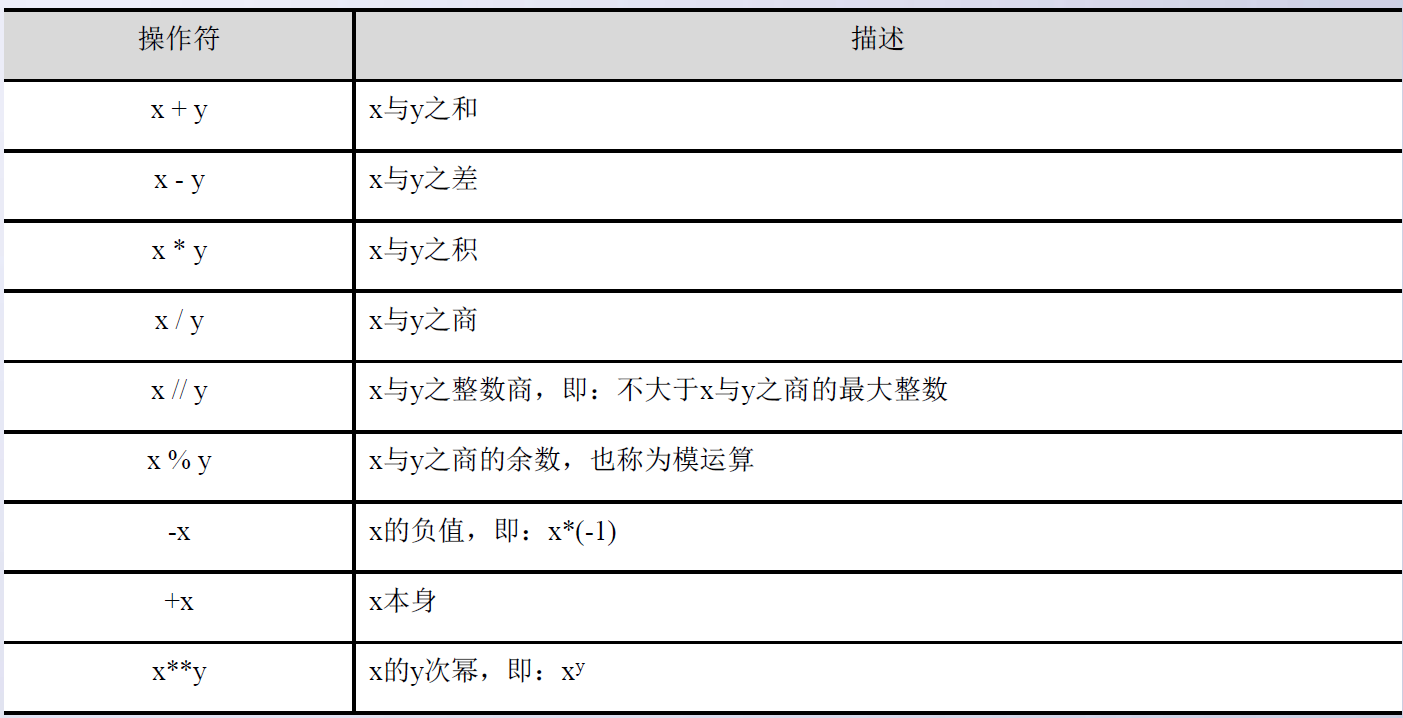 操作符 描述
x + y x与y之和
x - y x与y之差
x * y x与y之积
x / y x与y之商
x // y x与y之整数商，即：不大于x与y之商的最大整数
x % y x与y之商的余数，也称为模运算
-x x的负值，即：x*(-1)
+x x本身
x**y x的y次幂，即：xʸ